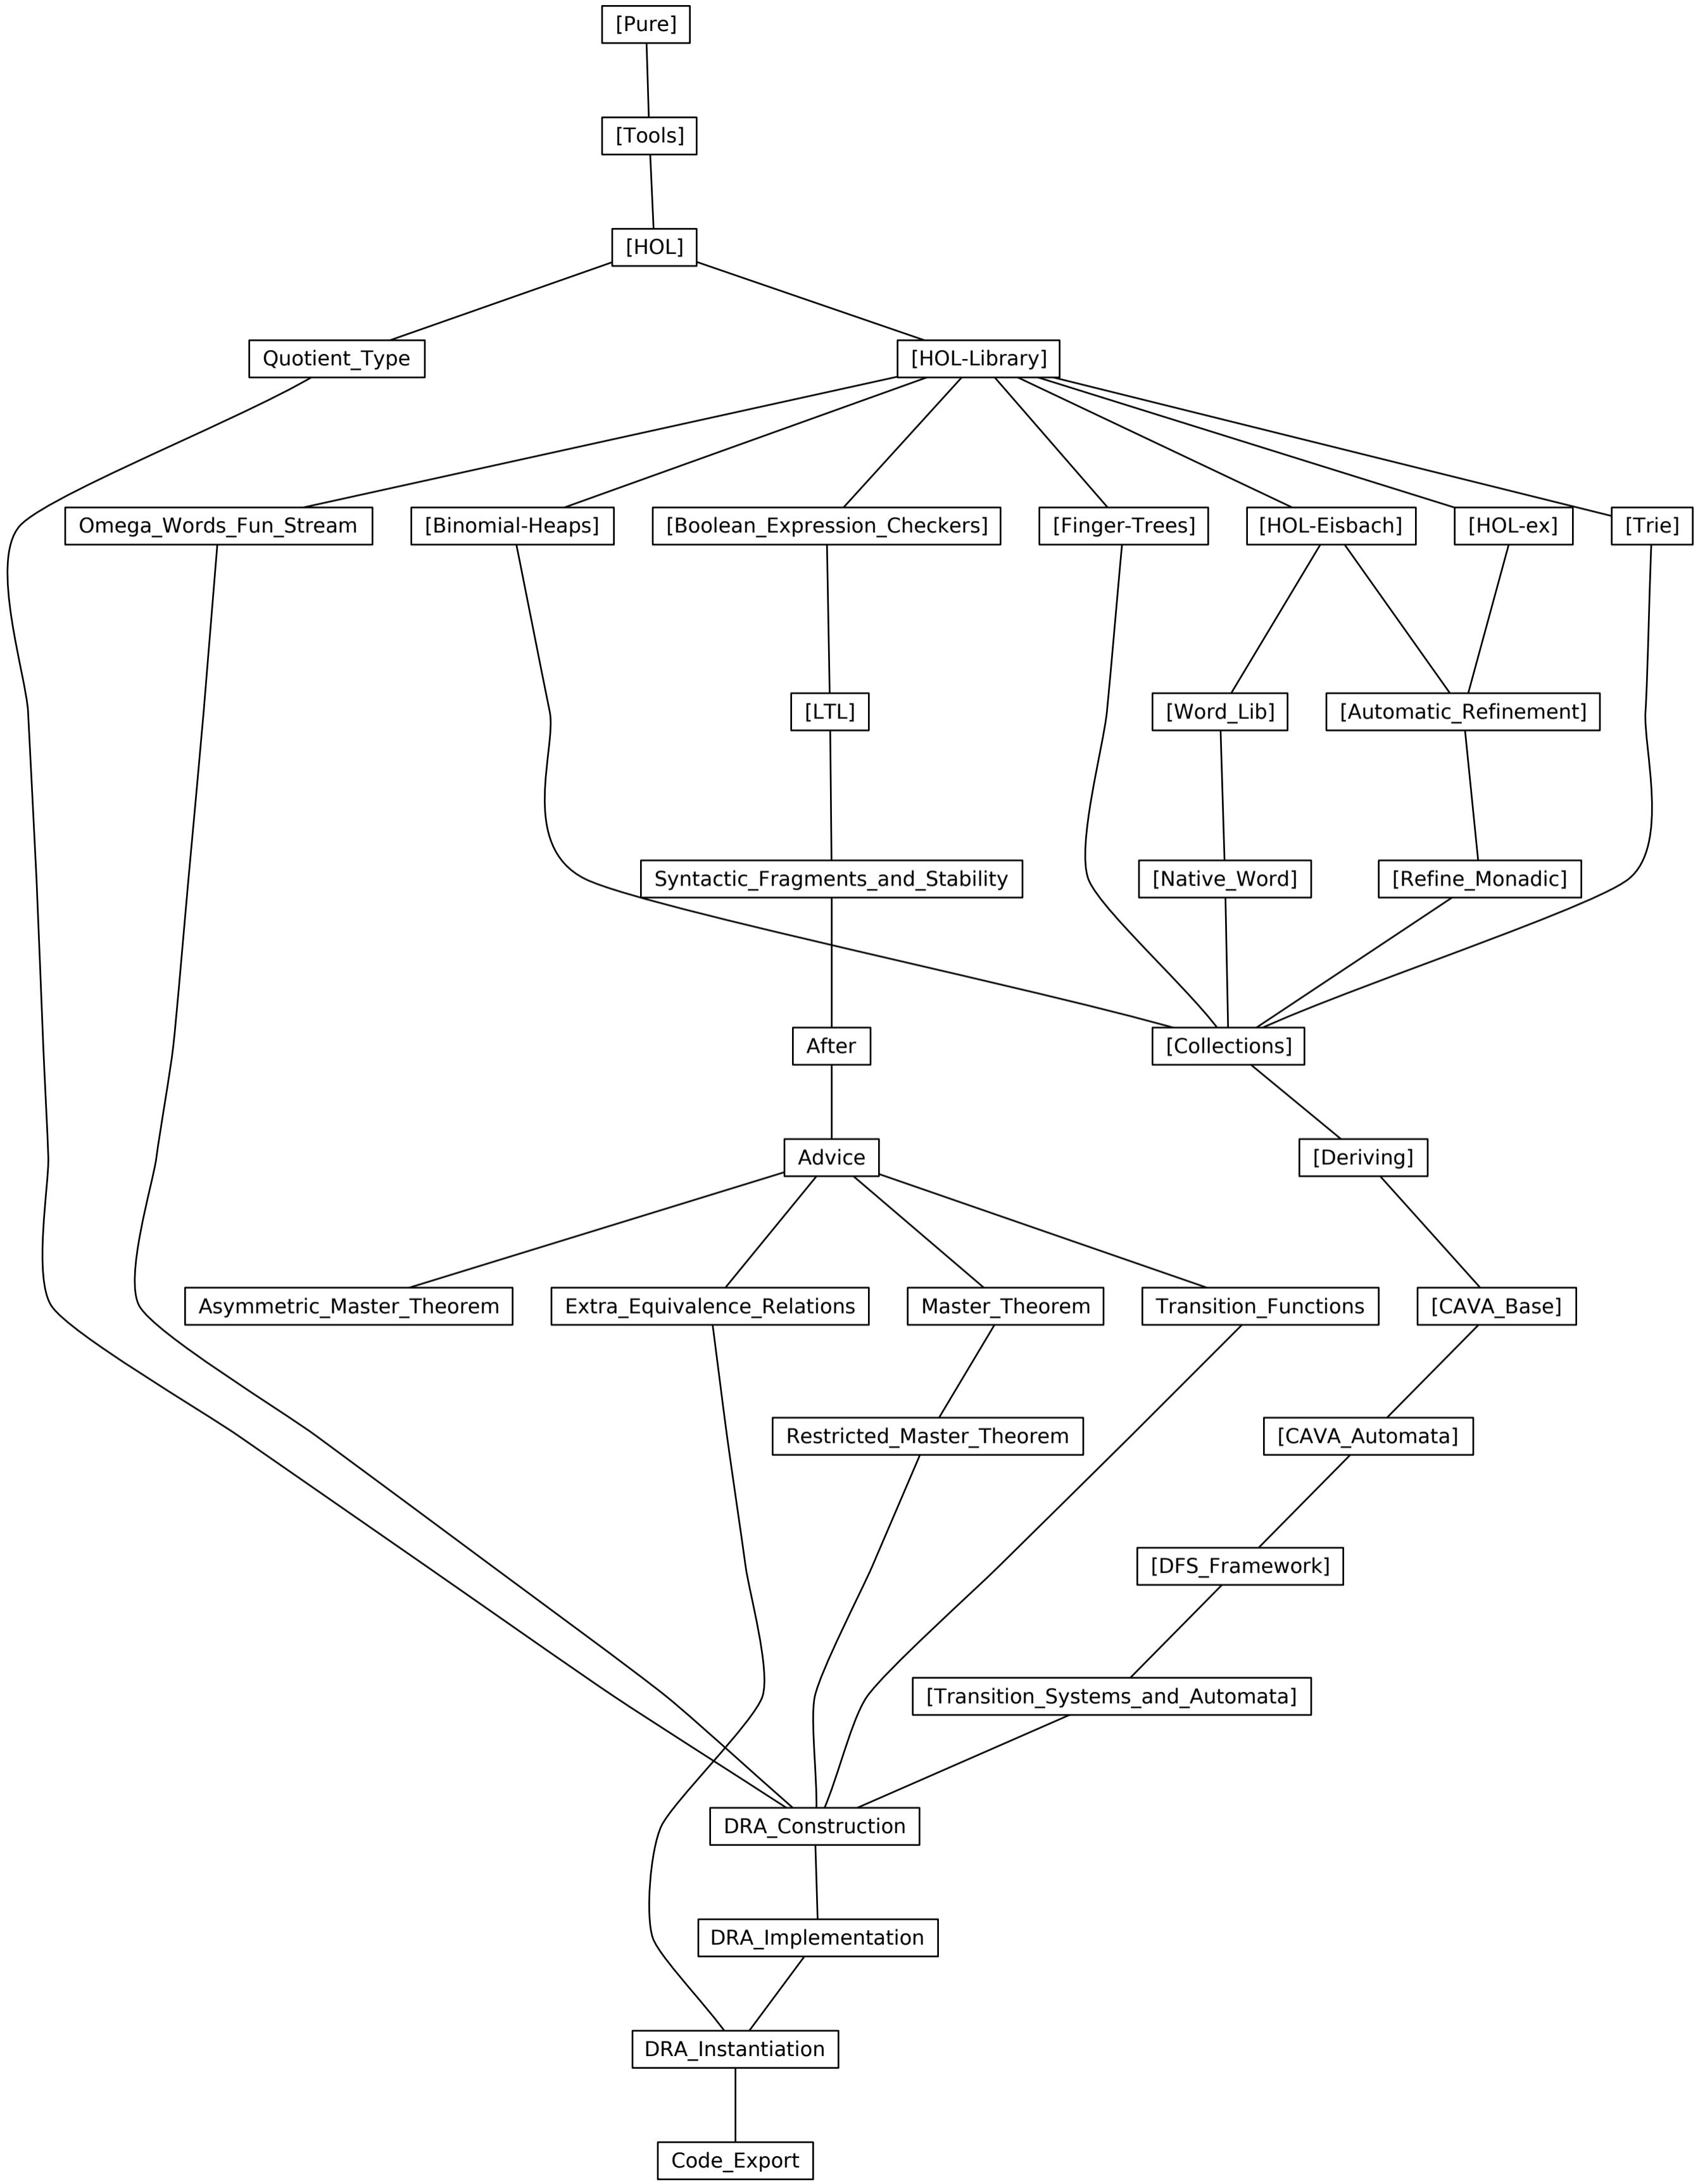 [Pure]
[Tools]
[HOL]
Quotient_Type
[HOL-Library]
Omega_Words_Fun_Stream
[Binomial-Heaps]
[Boolean_Expression_Checkers]
[Finger-Trees]
[HOL-Eisbach]
[HOL-ex]
[Trie]
[LTL]
[Word_Lib]
[Automatic_Refinement]
Syntactic_Fragments_and_Stability
[Native_Word]
[Refine_Monadic]
After
[Collections]
Advice
[Deriving]
Asymmetric_Master_Theorem
Extra_Equivalence_Relations
Master_Theorem
Transition_Functions
[CAVA_Base]
Restricted_Master_Theorem
[CAVA_Automata]
[DFS_Framework]
[Transition_Systems_and_Automata]
DRA_Construction
DRA_Implementation
DRA_Instantiation
Code_Export